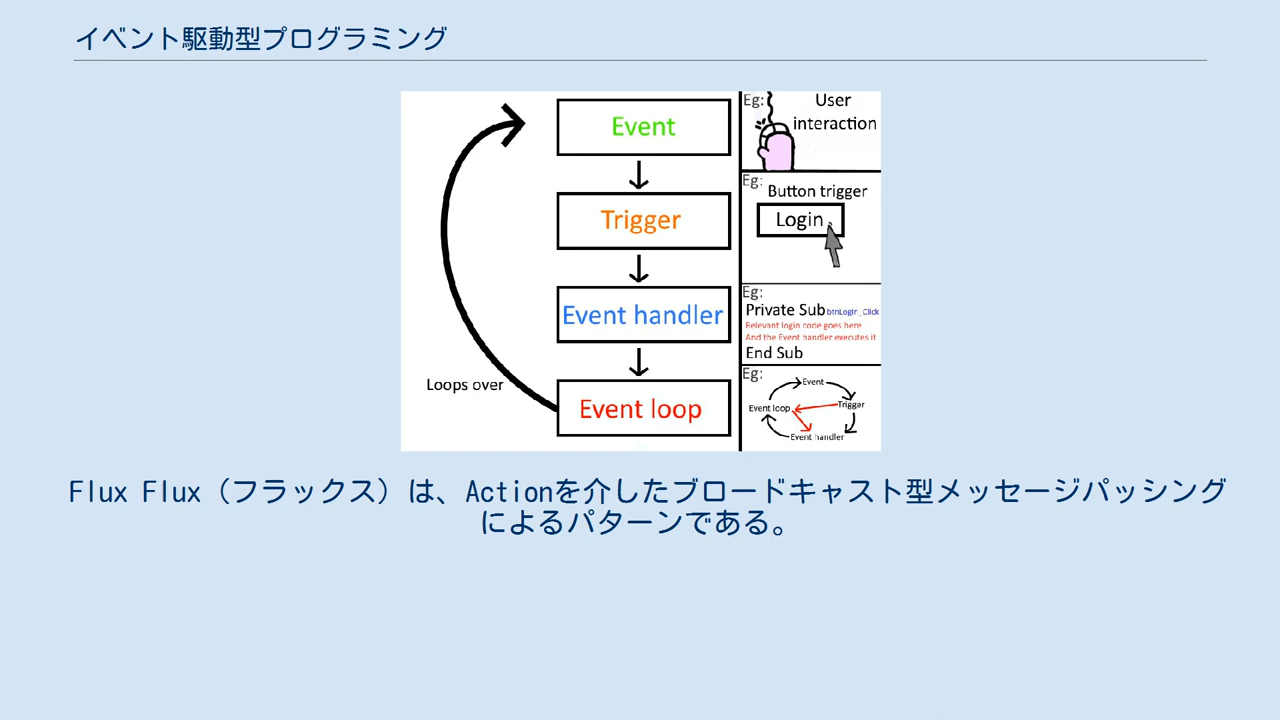 イベント駆動型プログラミング
Event
Trigger
Event handler
Event loop
Loops over
Eg:
User
interaction
Eg:
Button trigger
Login
Eg:
Private Sub btnLogin_Click
Relevant login code goes here
And the Event handler executes it
End Sub
Eg:
Event
Event loop
Trigger
Event handler
Flux Flux（フラックス）は、Actionを介したブロードキャスト型メッセージパッシング
によるパターンである。